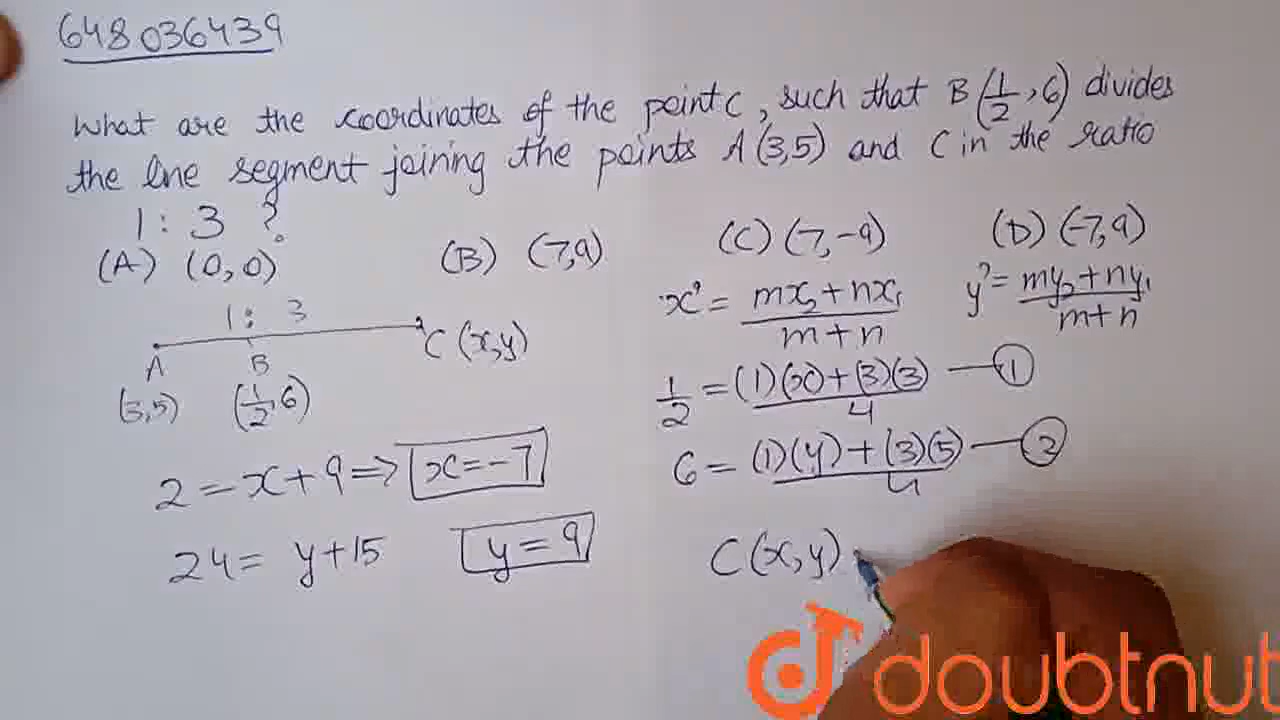 648036439
What are the coordinates of the point C, such that B(1/2, 6) divides
the line segment joining the points A(3,5) and C in the ratio
1 : 3 ?
(A) (0, 0) (B) (7,9) (C) (7, -9) (D) (-7,9)
1 : 3
A B C (x,y)
(3,5) (1/2, 6)
x' = (mx₂ + nx₁)/(m+n) y' = (my₂ + ny₁)/(m+n)
1/2 = ((1)(x) + (3)(3))/4 — ①
6 = ((1)(y) + (3)(5))/4 — ②
2 = x + 9 ⇒ x = -7
24 = y + 15 y = 9
C (x,y)
doubtnut